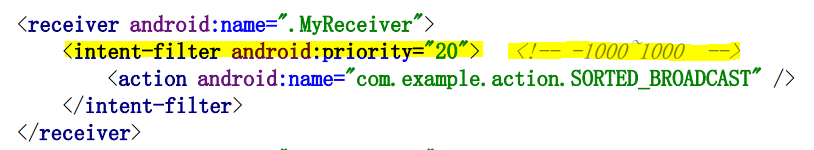 <receiver android:name=".MyReceiver">
<intent-filter android:priority="20"> <!-- -1000~1000 -->
<action android:name="com.example.action.SORTED_BROADCAST" />
</intent-filter>
</receiver>